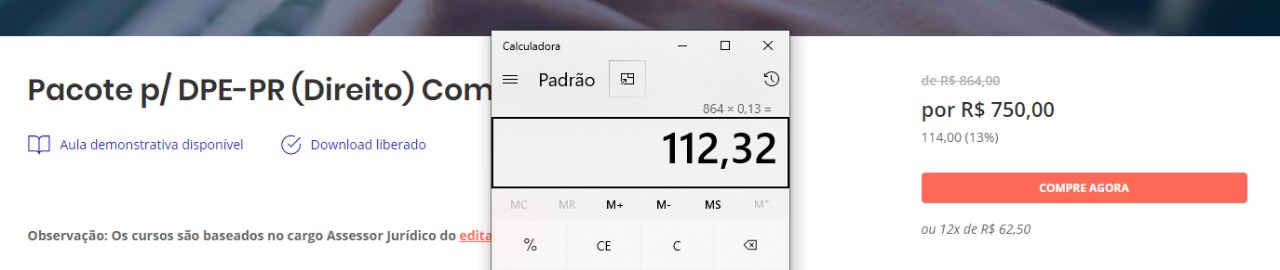 Pacote p/ DPE-PR (Direito) Com
Aula demonstrativa disponível
Download liberado
Observação: Os cursos são baseados no cargo Assessor Jurídico do edita
Calculadora
Padrão
864 × 0,13 =
112,32
MC MR M+ M- MS M˅
% CE C
de R$ 864,00
por R$ 750,00
114,00 (13%)
COMPRE AGORA
ou 12x de R$ 62,50